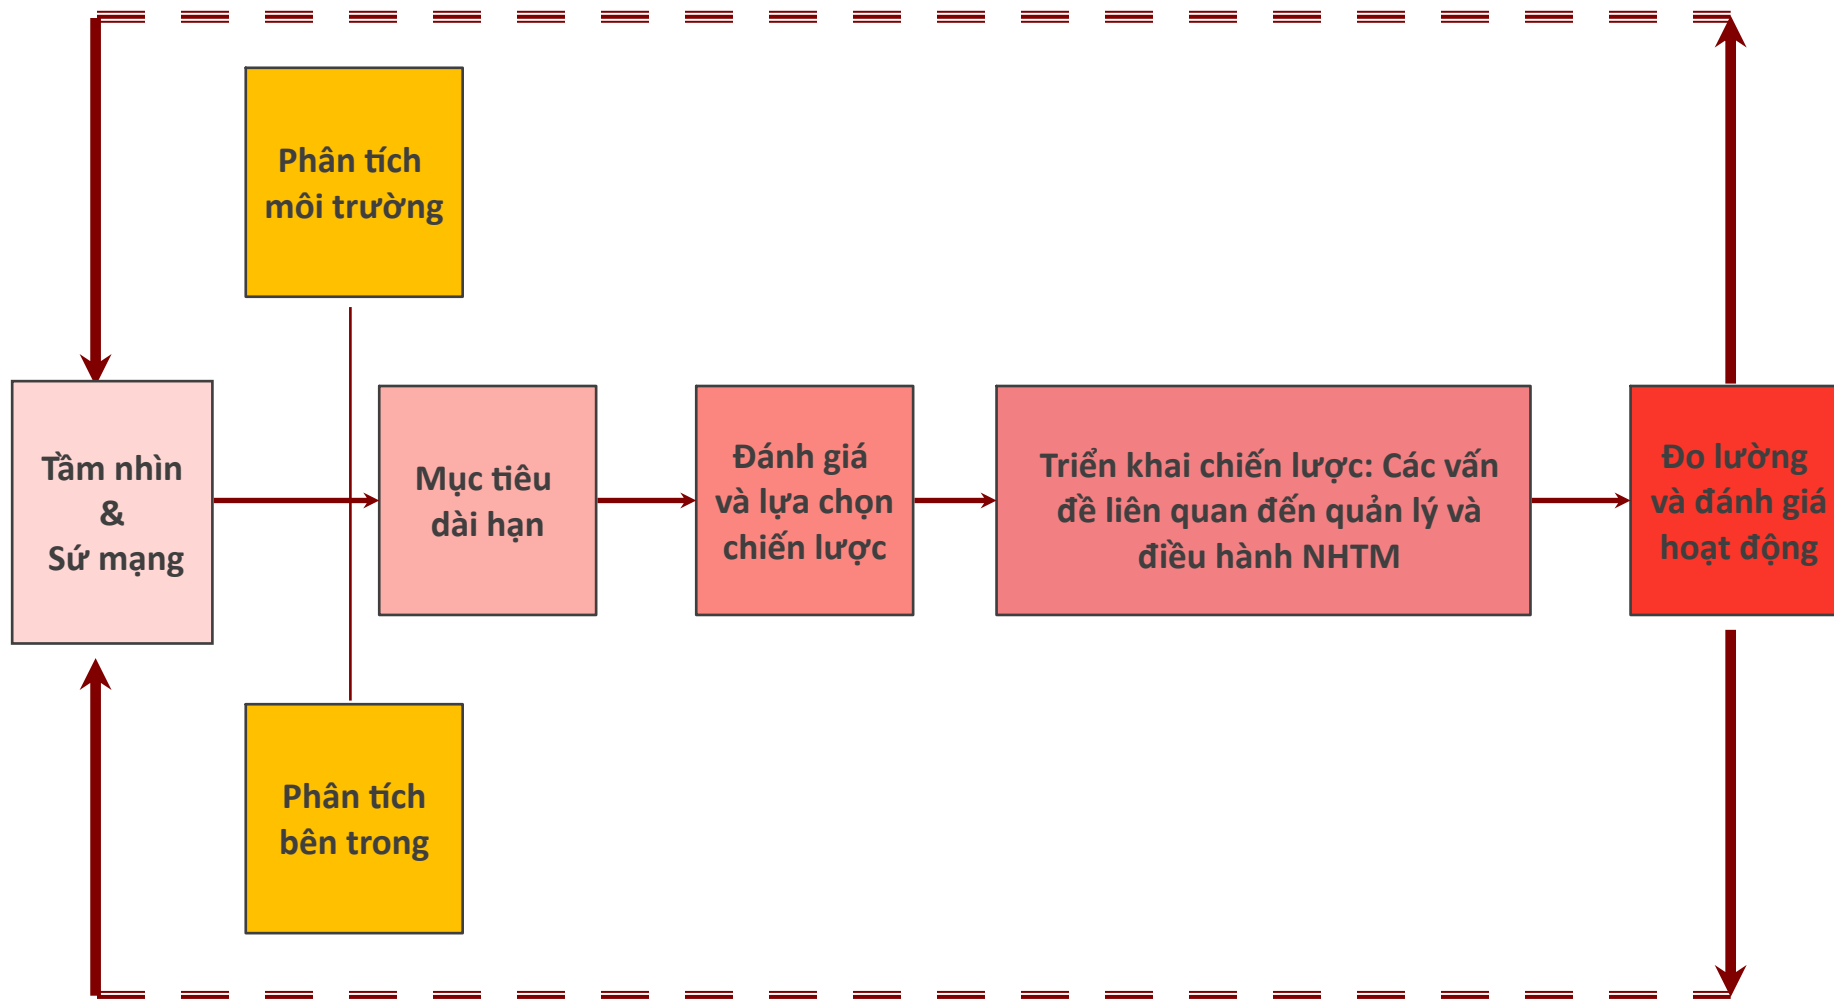 Phân tích
môi trường
Tầm nhìn
&
Sứ mạng
Mục tiêu
dài hạn
Đánh giá
và lựa chọn
chiến lược
Triển khai chiến lược: Các vấn
đề liên quan đến quản lý và
điều hành NHTM
Đo lường
và đánh giá
hoạt động
Phân tích
bên trong